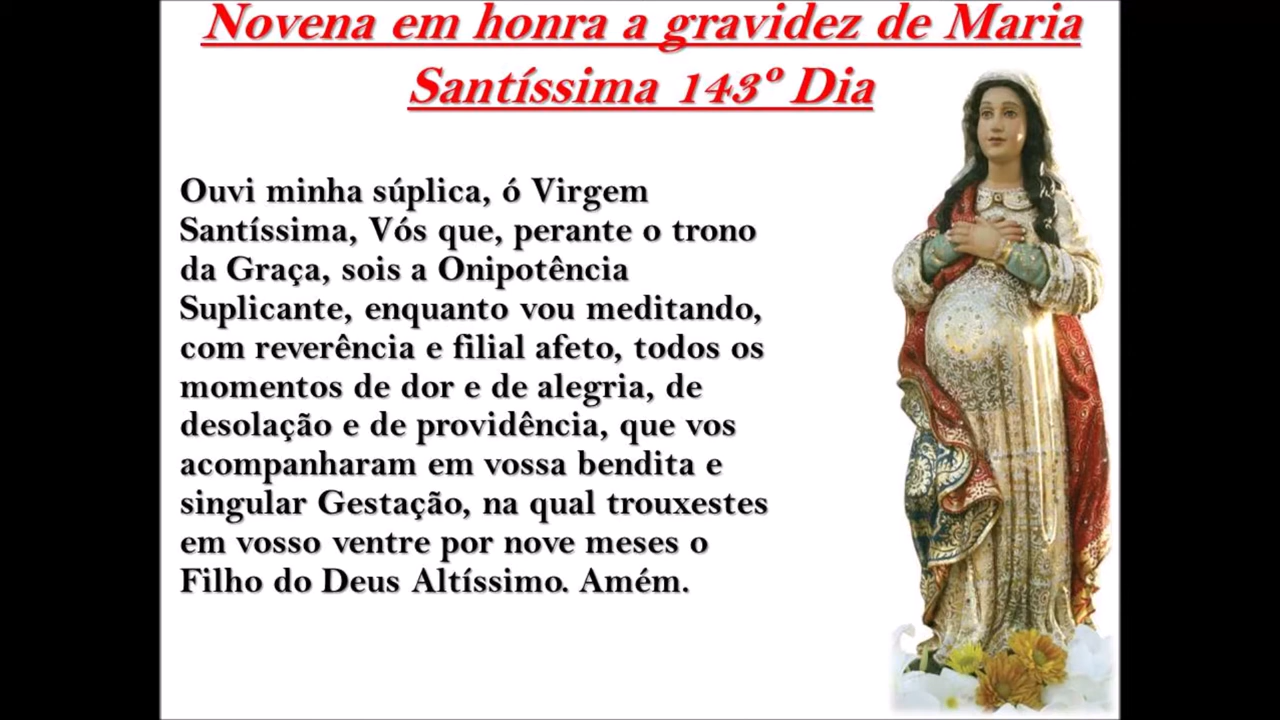 Novena em honra a gravidez de Maria
Santíssima 143º Dia
Ouvi minha súplica, ó Virgem
Santíssima, Vós que, perante o trono
da Graça, sois a Onipotência
Suplicante, enquanto vou meditando,
com reverência e filial afeto, todos os
momentos de dor e de alegria, de
desolação e de providência, que vos
acompanharam em vossa bendita e
singular Gestação, na qual trouxestes
em vosso ventre por nove meses o
Filho do Deus Altíssimo. Amém.